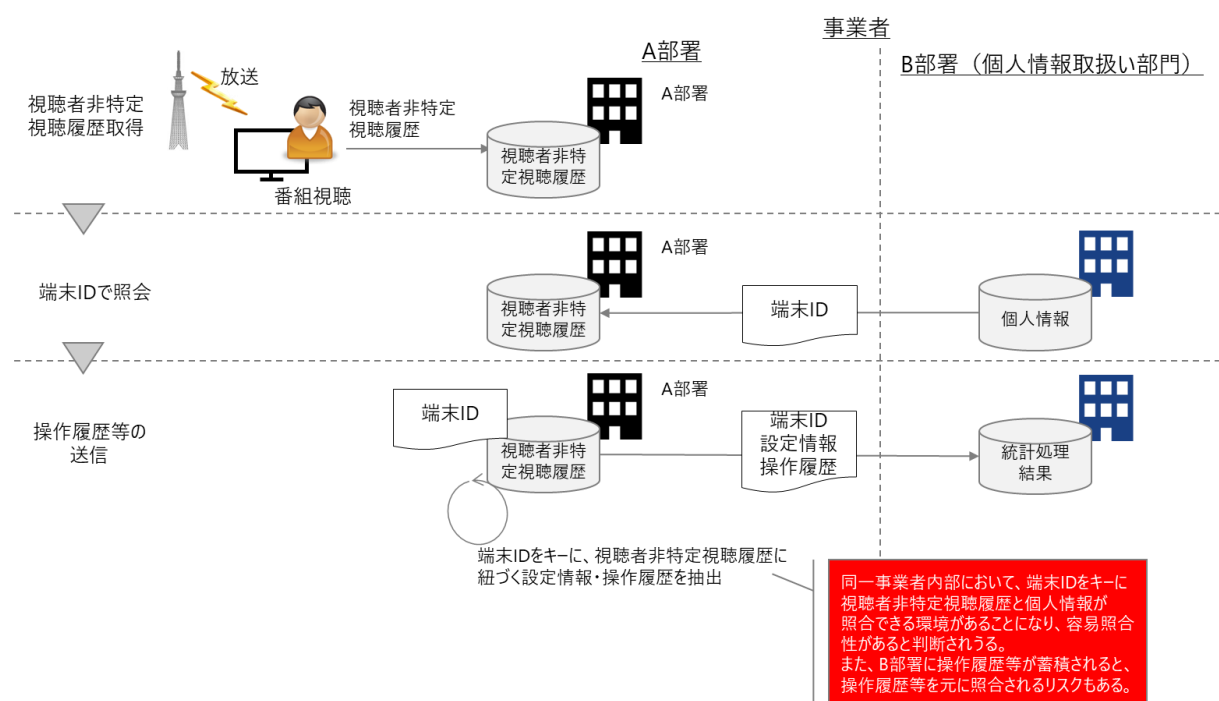 事業者
A部署
B部署（個人情報取扱い部門）
視聴者非特定
視聴履歴取得
放送
番組視聴
視聴者非特定
視聴履歴
A部署
視聴者非特
定視聴履歴
端末IDで照会
A部署
視聴者非特
定視聴履歴
端末ID
個人情報
操作履歴等の
送信
端末ID
A部署
視聴者非特
定視聴履歴
端末ID
設定情報
操作履歴
統計処理
結果
端末IDをキーに、視聴者非特定視聴履歴に
紐づく設定情報・操作履歴を抽出
同一事業者内部において、端末IDをキーに
視聴者非特定視聴履歴と個人情報が
照合できる環境があることになり、容易照合
性があると判断されうる。
また、B部署に操作履歴等が蓄積されると、
操作履歴等を元に照合されるリスクもある。